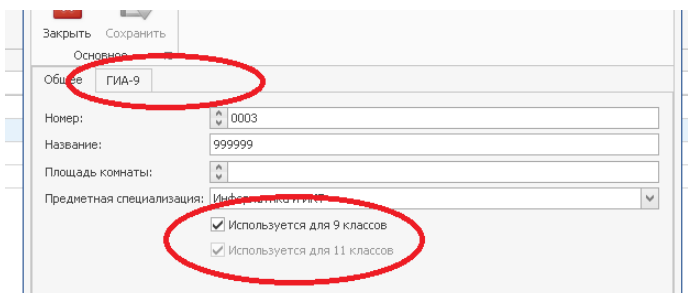 Закрыть Сохранить
Основное
Общее ГИА-9
Номер: 0003
Название: 999999
Площадь комнаты:
Предметная специализация: Информатика и ИКТ
Используется для 9 классов
Используется для 11 классов